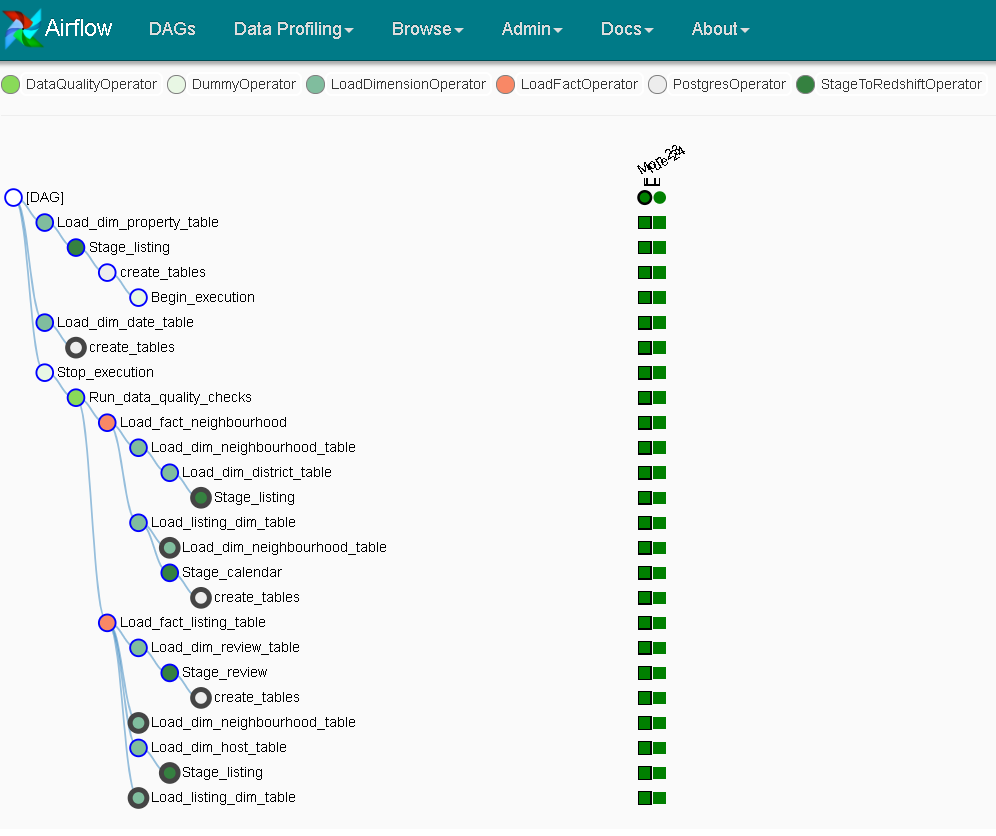 Airflow DAGs Data Profiling Browse Admin Docs About
DataQualityOperator DummyOperator LoadDimensionOperator LoadFactOperator PostgresOperator StageToRedshiftOperator
[DAG]
Load_dim_property_table
Stage_listing
create_tables
Begin_execution
Load_dim_date_table
create_tables
Stop_execution
Run_data_quality_checks
Load_fact_neighbourhood
Load_dim_neighbourhood_table
Load_dim_district_table
Stage_listing
Load_listing_dim_table
Load_dim_neighbourhood_table
Stage_calendar
create_tables
Load_fact_listing_table
Load_dim_review_table
Stage_review
create_tables
Load_dim_neighbourhood_table
Load_dim_host_table
Stage_listing
Load_listing_dim_table